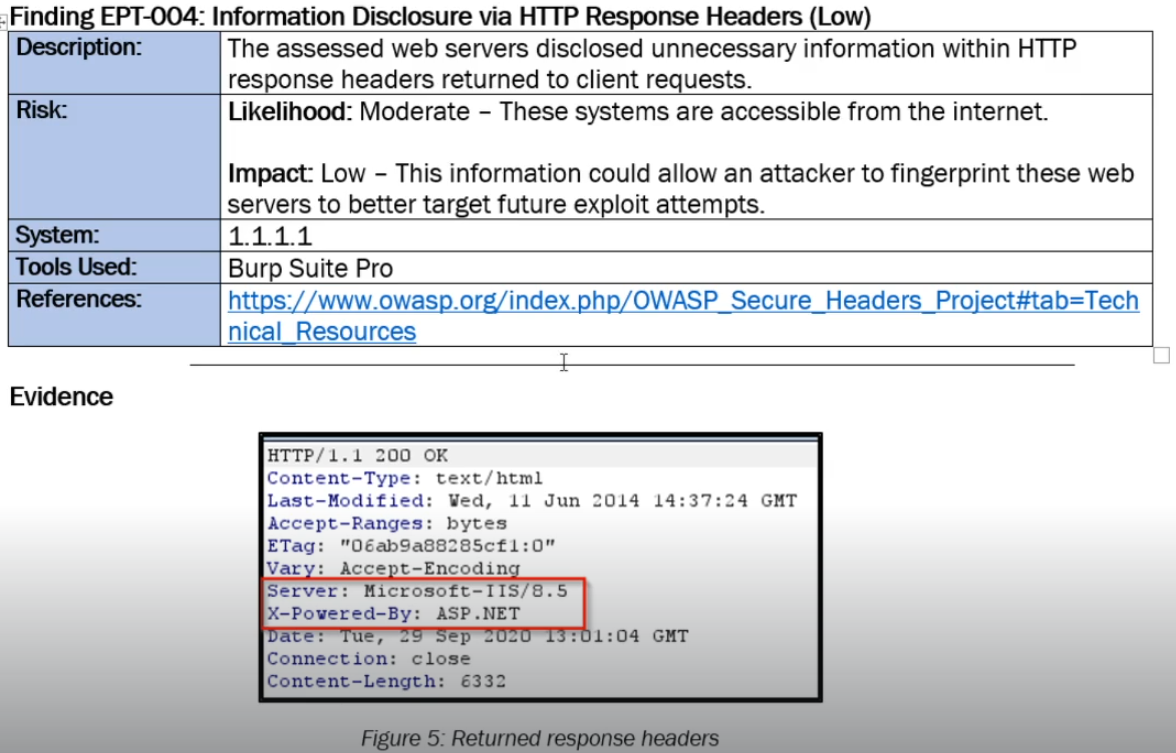 Finding EPT-004: Information Disclosure via HTTP Response Headers (Low)
Description:
The assessed web servers disclosed unnecessary information within HTTP
response headers returned to client requests.
Risk:
Likelihood: Moderate – These systems are accessible from the internet.
Impact: Low – This information could allow an attacker to fingerprint these web
servers to better target future exploit attempts.
System:
1.1.1.1
Tools Used:
Burp Suite Pro
References:
https://www.owasp.org/index.php/OWASP_Secure_Headers_Project#tab=Tech
nical_Resources
Evidence
HTTP/1.1 200 OK
Content-Type: text/html
Last-Modified: Wed, 11 Jun 2014 14:37:24 GMT
Accept-Ranges: bytes
ETag: "06ab9a88285cf1:0"
Vary: Accept-Encoding
Server: Microsoft-IIS/8.5
X-Powered-By: ASP.NET
Date: Tue, 29 Sep 2020 13:01:04 GMT
Connection: close
Content-Length: 6332
Figure 5: Returned response headers